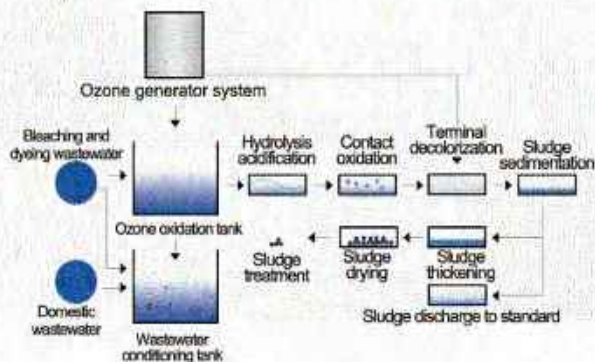 Ozone generator system
Bleaching and
dyeing wastewater
Hydrolysis
acidification
Contact
oxidation
Terminal
decolorization
Sludge
sedimentation
Ozone oxidation tank
Sludge
treatment
Sludge
drying
Sludge
thickening
Domestic
wastewater
Sludge discharge to standard
Wastewater
conditioning tank